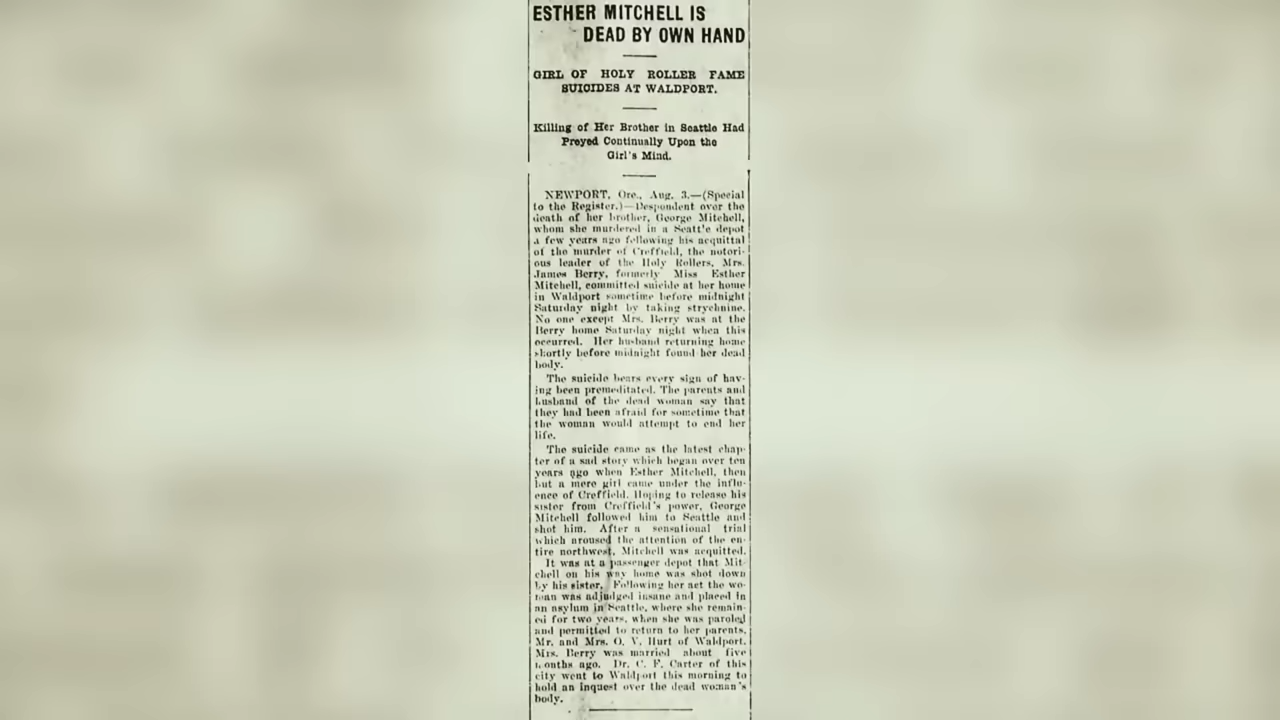 ESTHER MITCHELL IS
DEAD BY OWN HAND
GIRL OF HOLY ROLLER FAME
SUICIDES AT WALDPORT.
Killing of Her Brother in Seattle Had
Preyed Continually Upon the
Girl's Mind.
NEWPORT, Ore., Aug. 3.—(Special
to the Register.)—Despondent over the
death of her brother, George Mitchell,
whom she murdered in a Seattle depot
a few years ago following his acquittal
of the murder of Creffield, the notori-
ous leader of the Holy Rollers, Mrs.
James Berry, formerly Miss Esther
Mitchell, committed suicide at her home
in Waldport sometime before midnight
Saturday night by taking strychnine.
No one except Mrs. Berry was at the
Berry home Saturday night when this
occurred. Her husband returning home
shortly before midnight found her dead
body.
The suicide bears every sign of hav-
ing been premeditated. The parents and
husband of the dead woman say that
they had been afraid for sometime that
the woman would attempt to end her
life.
The suicide came as the latest chap-
ter of a sad story which began over ten
years ago when Esther Mitchell, then
but a mere girl came under the influ-
ence of Creffield. Hoping to release his
sister from Creffield's power, George
Mitchell followed him to Seattle and
shot him. After a sensational trial
which aroused the attention of the en-
tire northwest, Mitchell was acquitted.
It was at a passenger depot that Mit-
chell on his way home was shot down
by his sister. Following her act the wo-
man was adjudged insane and placed in
an asylum in Seattle, where she remain-
ed for two years, when she was paroled
and permitted to return to her parents,
Mr. and Mrs. O. V. Hurt of Waldport.
Mrs. Berry was married about five
months ago. Dr. C. F. Carter of this
city went to Waldport this morning to
hold an inquest over the dead woman's
body.